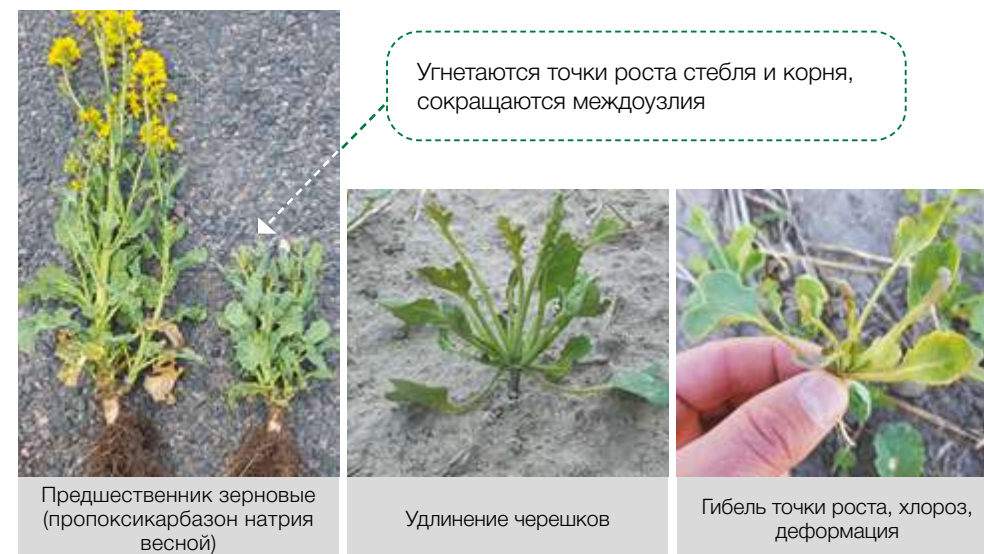 Угнетаются точки роста стебля и корня,
сокращаются междоузлия
Предшественник зерновые
(пропоксикарбазон натрия
весной)
Удлинение черешков
Гибель точки роста, хлороз,
деформация